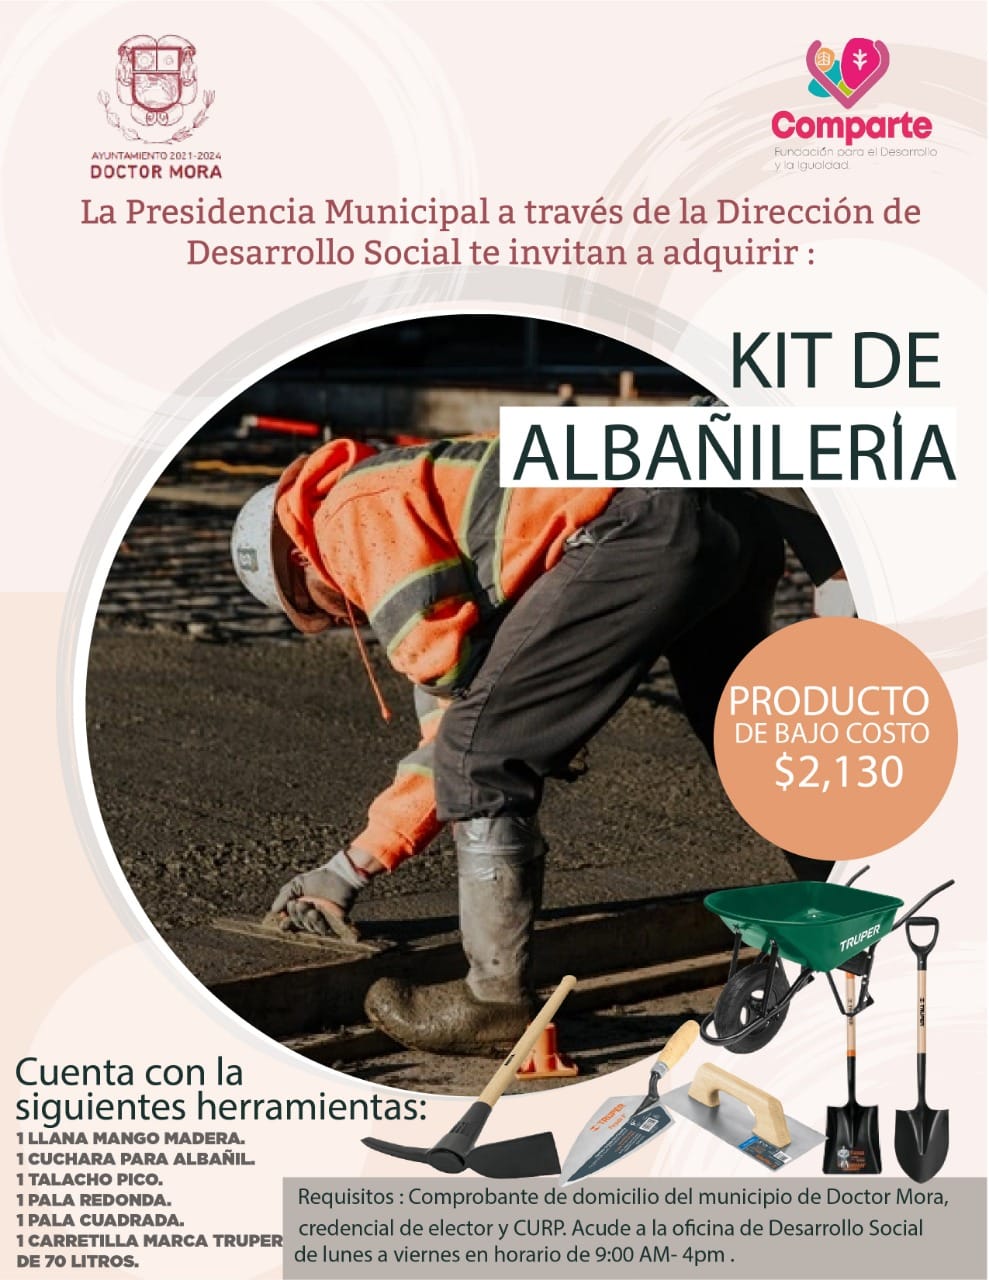 AYUNTAMIENTO 2021-2024
DOCTOR MORA
Comparte
Fundación para el Desarrollo
y la Igualdad.
La Presidencia Municipal a través de la Dirección de
Desarrollo Social te invitan a adquirir :
KIT DE
ALBAÑILERÍA
PRODUCTO
DE BAJO COSTO
$2,130
TRUPER
TRUPER
TRUPER
Cuenta con la
siguientes herramientas:
1 LLANA MANGO MADERA.
1 CUCHARA PARA ALBAÑIL.
1 TALACHO PICO.
1 PALA REDONDA.
1 PALA CUADRADA.
1 CARRETILLA MARCA TRUPER
DE 70 LITROS.
Requisitos : Comprobante de domicilio del municipio de Doctor Mora,
credencial de elector y CURP. Acude a la oficina de Desarrollo Social
de lunes a viernes en horario de 9:00 AM- 4pm .